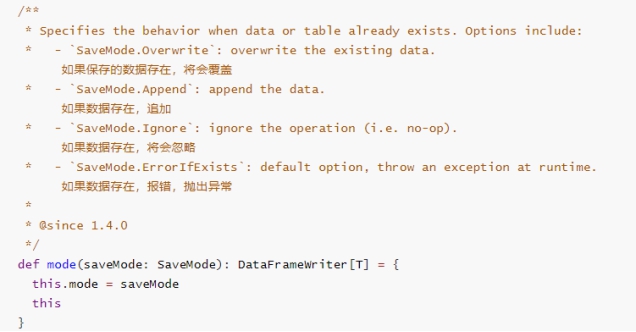 /**
 * Specifies the behavior when data or table already exists. Options include:
 *   - `SaveMode.Overwrite`: overwrite the existing data.
      如果保存的数据存在，将会覆盖
 *   - `SaveMode.Append`: append the data.
      如果数据存在，追加
 *   - `SaveMode.Ignore`: ignore the operation (i.e. no-op).
      如果数据存在，将会忽略
 *   - `SaveMode.ErrorIfExists`: default option, throw an exception at runtime.
      如果数据存在，报错，抛出异常
 *
 * @since 1.4.0
 */
def mode(saveMode: SaveMode): DataFrameWriter[T] = {
  this.mode = saveMode
  this
}